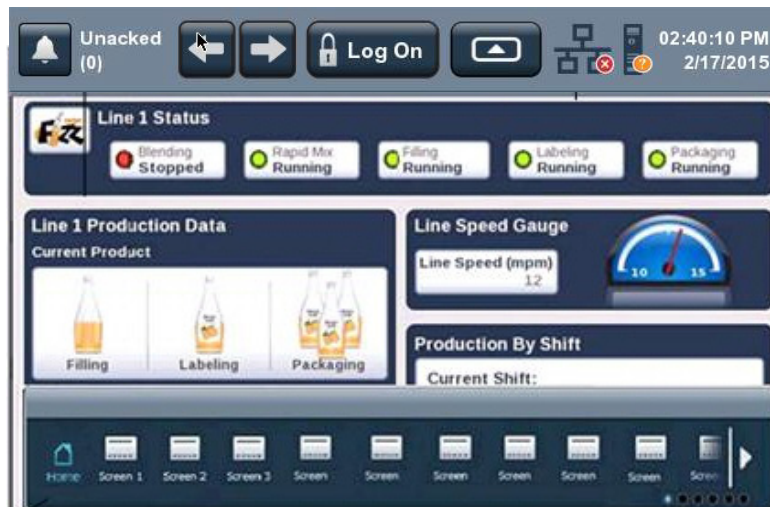 Unacked
(0)
Log On
02:40:10 PM
2/17/2015
Fizz
Line 1 Status
Blending
Stopped
Rapid Mix
Running
Filling
Running
Labeling
Running
Packaging
Running
Line 1 Production Data
Current Product
Filling
Labeling
Packaging
Line Speed Gauge
Line Speed (mpm)
12
10
15
Production By Shift
Current Shift:
Home
Screen 1
Screen 2
Screen 3
Screen
Screen
Screen
Screen
Screen
Screen